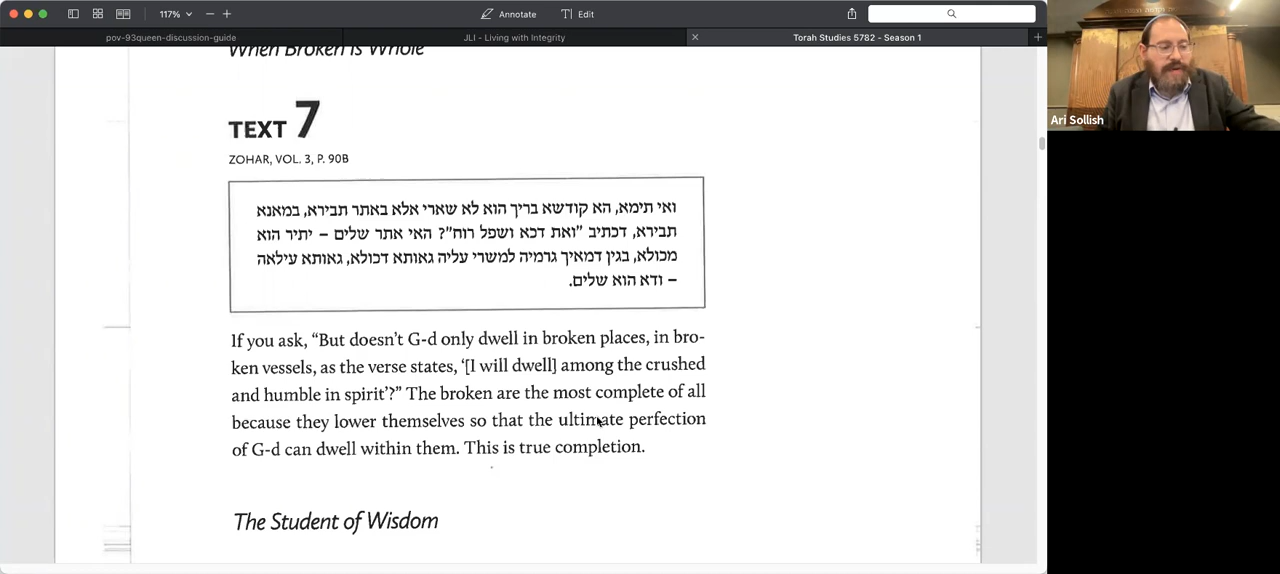 117%
Annotate
Edit
pov-93queen-discussion-guide
JLI - Living with Integrity
Torah Studies 5782 - Season 1
When Broken Is Whole
TEXT 7
ZOHAR, VOL. 3, P. 90B
ואי תימא, הא קודשא בריך הוא לא שארי אלא באתר תבירא, במאנא
תבירא, דכתיב "ואת דכא ושפל רוח"? האי אתר שלים – יתיר הוא
מכולא, בגין דמאיך גרמיה למשרי עליה גאותא דכולא, גאותא עילאה
– ודא הוא שלים.
If you ask, "But doesn't G-d only dwell in broken places, in bro-
ken vessels, as the verse states, '[I will dwell] among the crushed
and humble in spirit'?" The broken are the most complete of all
because they lower themselves so that the ultimate perfection
of G-d can dwell within them. This is true completion.
The Student of Wisdom
Ari Sollish